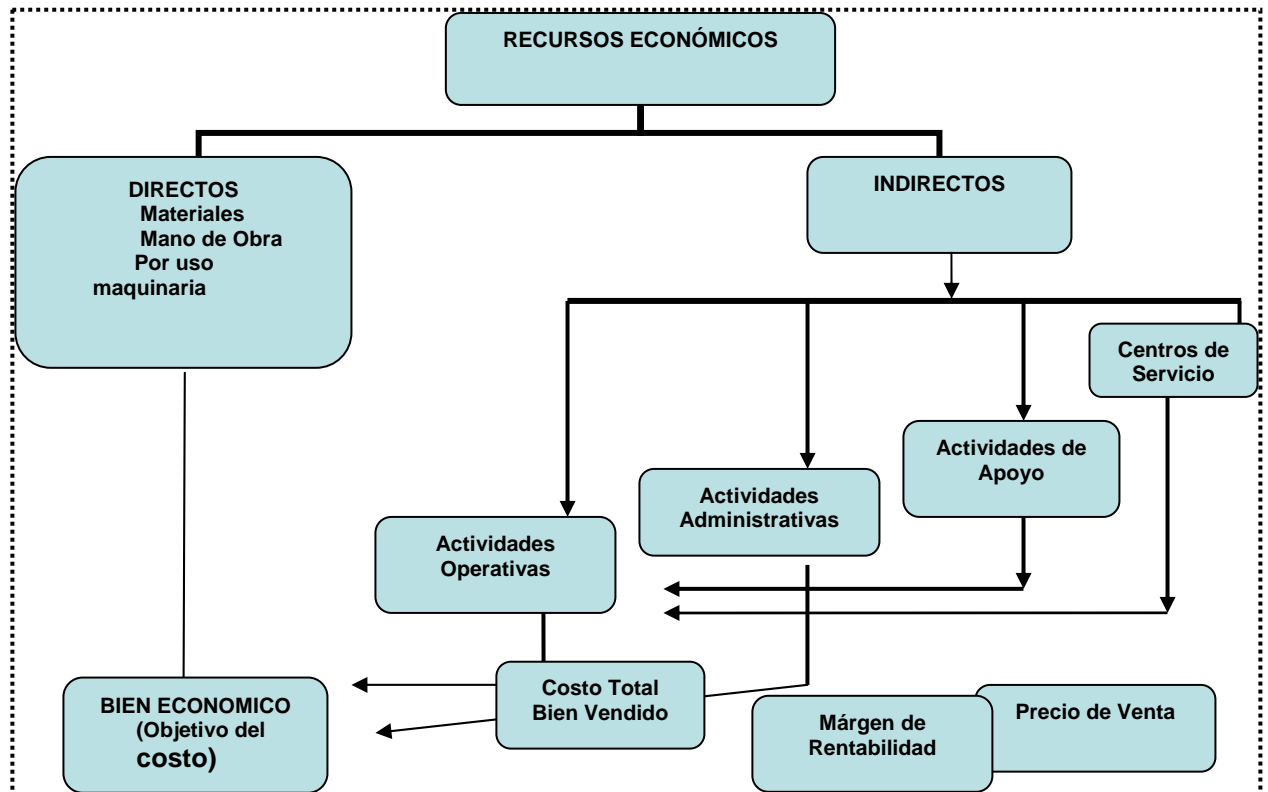 RECURSOS ECONÓMICOS
DIRECTOS
Materiales
Mano de Obra
Por uso
maquinaria
INDIRECTOS
Centros de
Servicio
Actividades de
Apoyo
Actividades
Administrativas
Actividades
Operativas
BIEN ECONOMICO
(Objetivo del
costo)
Costo Total
Bien Vendido
Márgen de
Rentabilidad
Precio de Venta